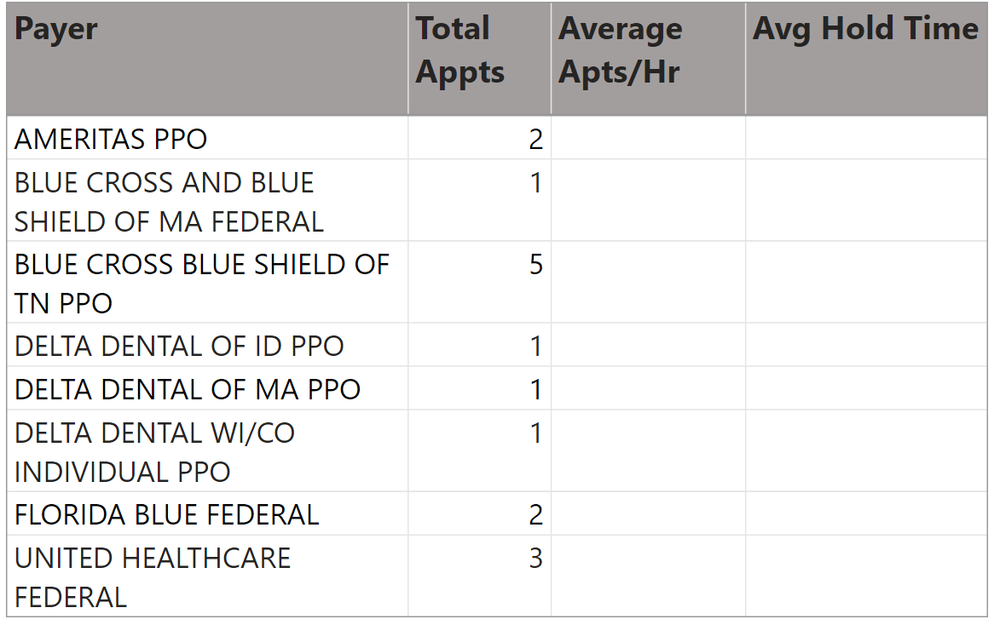 Payer Total Appts Average Apts/Hr Avg Hold Time
AMERITAS PPO 2
BLUE CROSS AND BLUE 1
SHIELD OF MA FEDERAL
BLUE CROSS BLUE SHIELD OF 5
TN PPO
DELTA DENTAL OF ID PPO 1
DELTA DENTAL OF MA PPO 1
DELTA DENTAL WI/CO 1
INDIVIDUAL PPO
FLORIDA BLUE FEDERAL 2
UNITED HEALTHCARE 3
FEDERAL